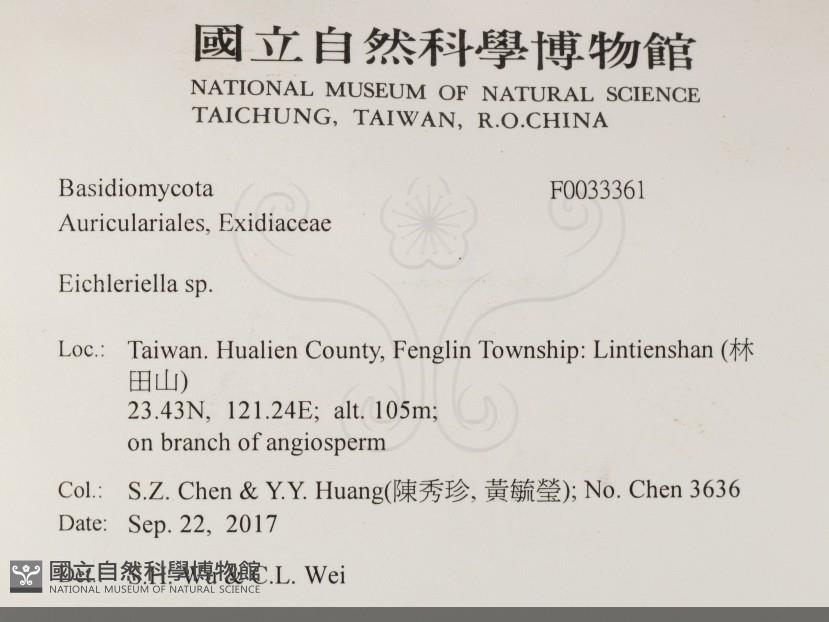 國立自然科學博物館
NATIONAL MUSEUM OF NATURAL SCIENCE
TAICHUNG, TAIWAN, R.O.CHINA
Basidiomycota F0033361
Auriculariales, Exidiaceae
Eichleriella sp.
Loc.: Taiwan. Hualien County, Fenglin Township: Lintienshan (林
田山)
23.43N, 121.24E; alt. 105m;
on branch of angiosperm
Col.: S.Z. Chen & Y.Y. Huang(陳秀珍, 黃毓瑩); No. Chen 3636
Date: Sep. 22, 2017
Det.: S.H. Wu & C.L. Wei
國立自然科學博物館
NATIONAL MUSEUM OF NATURAL SCIENCE